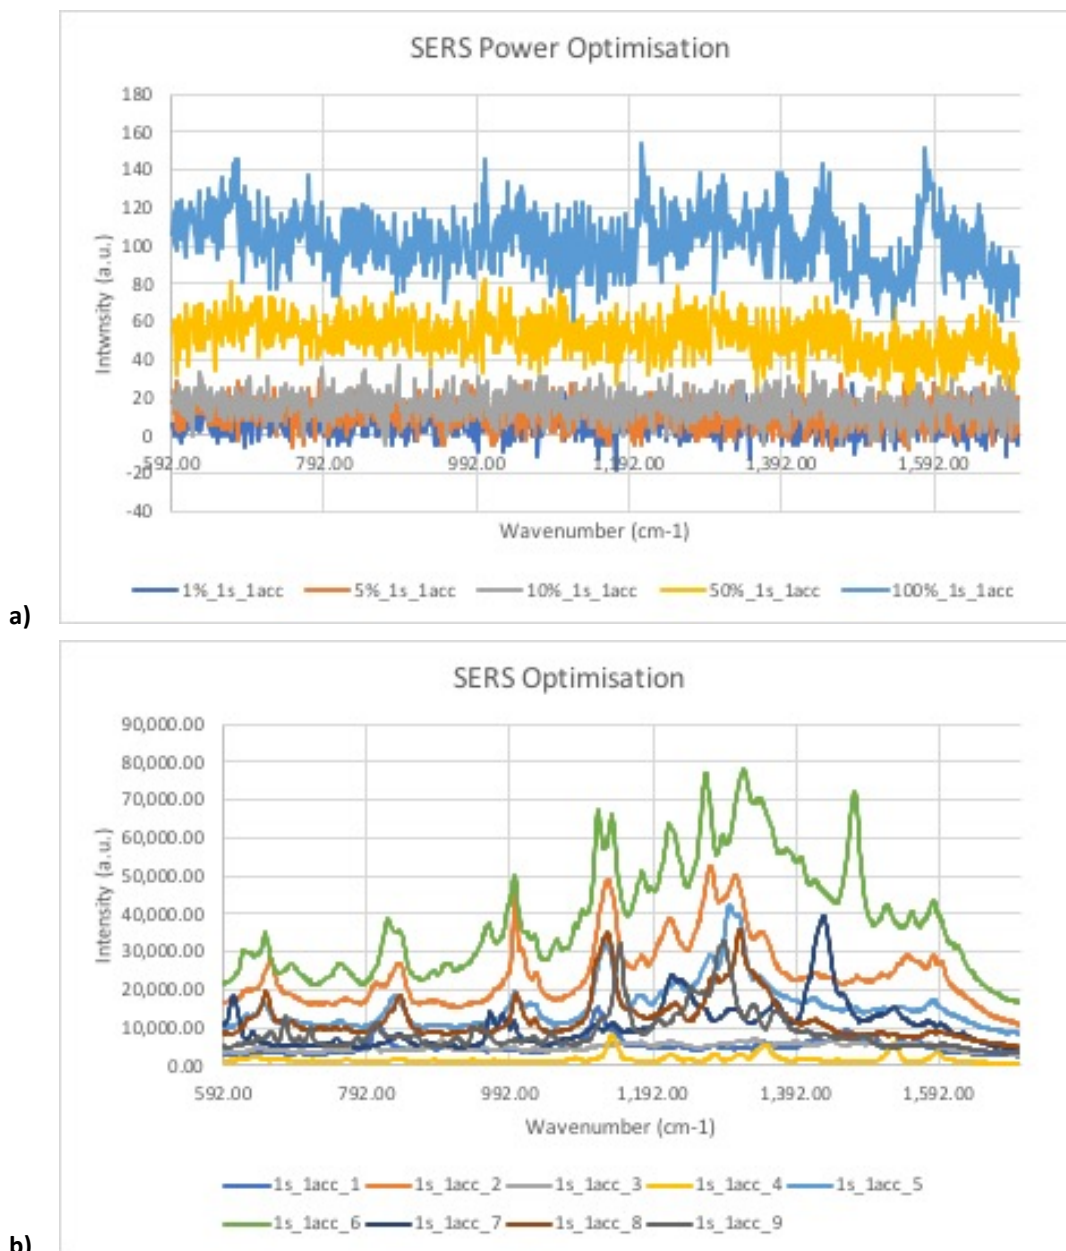 SERS Power Optimisation
180
160
140
120
100
80
60
40
20
0
-20
-40
Intwnsity (a.u.)
592.00 792.00 992.00 1,192.00 1,392.00 1,592.00
Wavenumber (cm-1)
1%_1s_1acc 5%_1s_1acc 10%_1s_1acc 50%_1s_1acc 100%_1s_1acc
a)
SERS Optimisation
90,000.00
80,000.00
70,000.00
60,000.00
50,000.00
40,000.00
30,000.00
20,000.00
10,000.00
0.00
Intensity (a.u.)
592.00 792.00 992.00 1,192.00 1,392.00 1,592.00
Wavenumber (cm-1)
1s_1acc_1 1s_1acc_2 1s_1acc_3 1s_1acc_4 1s_1acc_5
1s_1acc_6 1s_1acc_7 1s_1acc_8 1s_1acc_9
b)